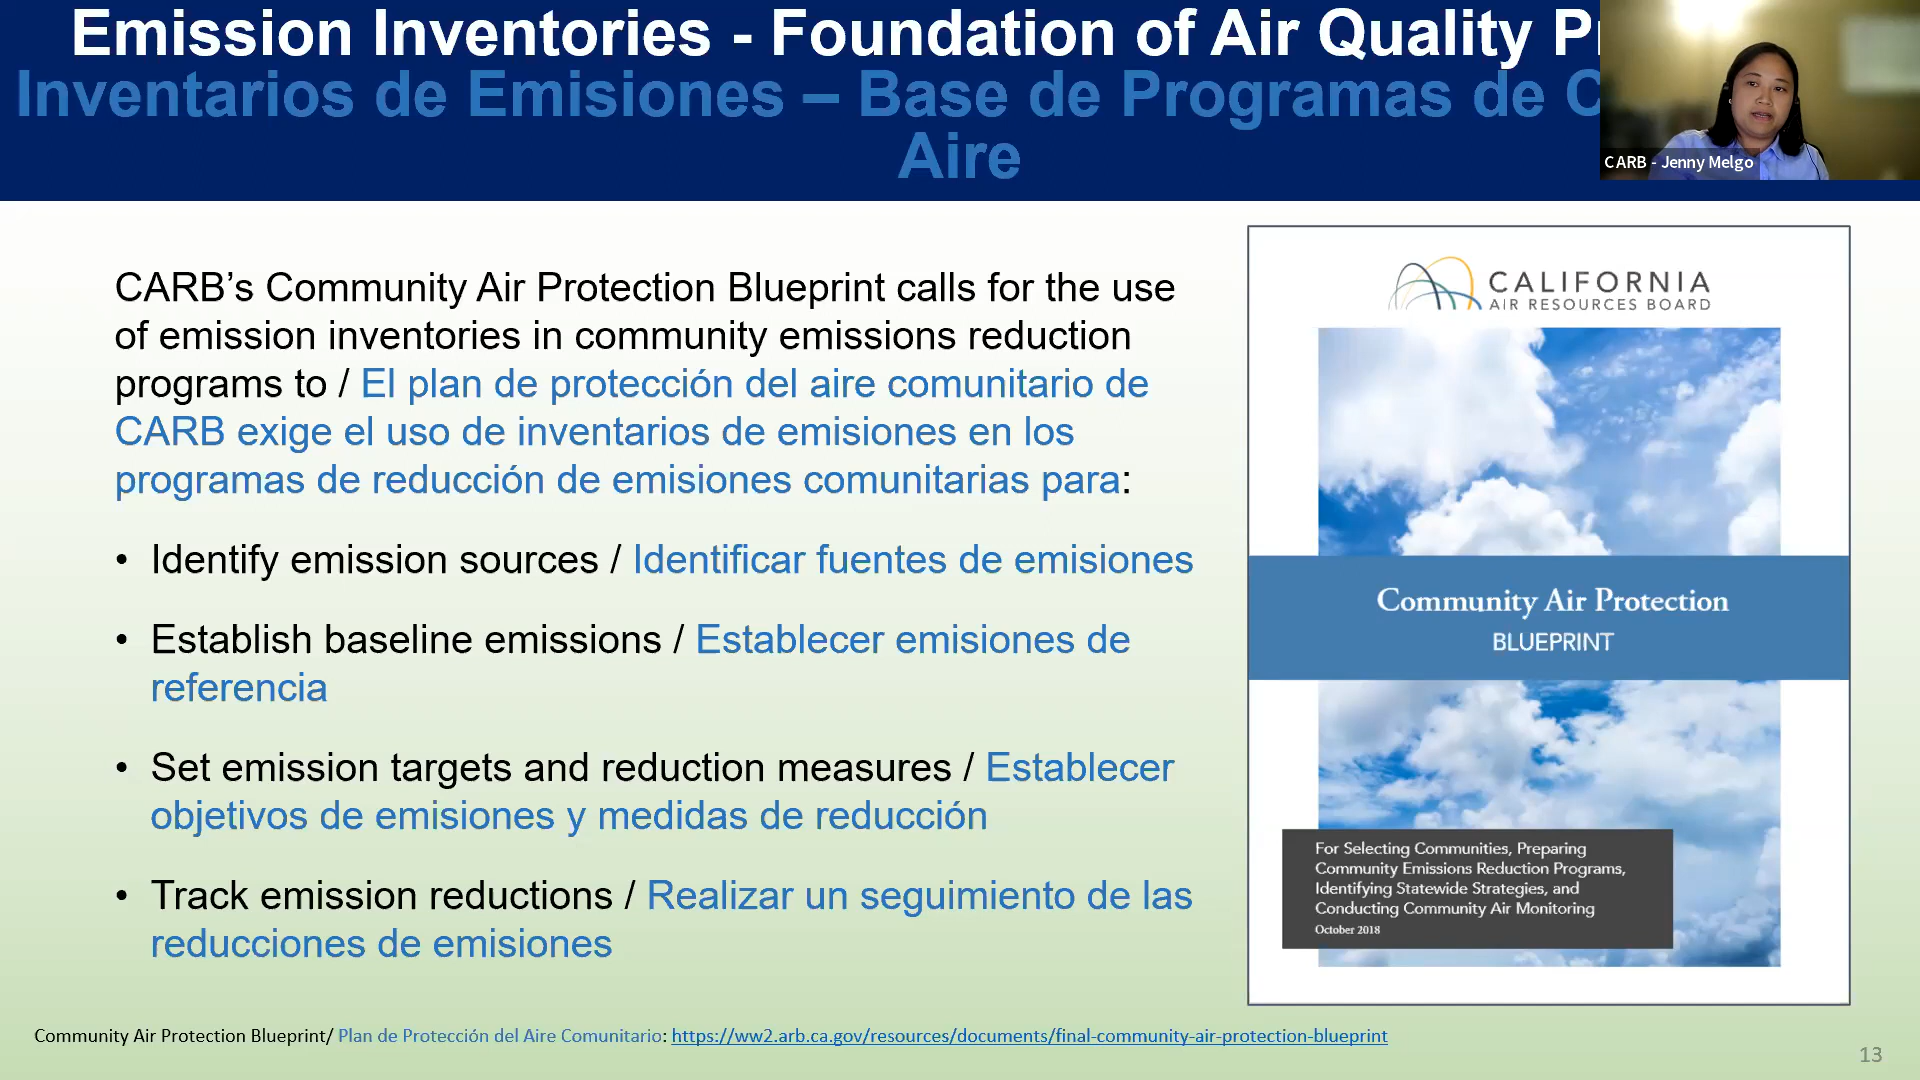 Emission Inventories - Foundation of Air Quality
Inventarios de Emisiones – Base de Programas de
Aire
CARB - Jenny Melgo
CARB’s Community Air Protection Blueprint calls for the use
of emission inventories in community emissions reduction
programs to / El plan de protección del aire comunitario de
CARB exige el uso de inventarios de emisiones en los
programas de reducción de emisiones comunitarias para:
• Identify emission sources / Identificar fuentes de emisiones
• Establish baseline emissions / Establecer emisiones de
referencia
• Set emission targets and reduction measures / Establecer
objetivos de emisiones y medidas de reducción
• Track emission reductions / Realizar un seguimiento de las
reducciones de emisiones
CALIFORNIA
AIR RESOURCES BOARD
Community Air Protection
BLUEPRINT
For Selecting Communities, Preparing
Community Emissions Reduction Programs,
Identifying Statewide Strategies, and
Conducting Community Air Monitoring
October 2018
Community Air Protection Blueprint/ Plan de Protección del Aire Comunitario: https://ww2.arb.ca.gov/resources/documents/final-community-air-protection-blueprint
13